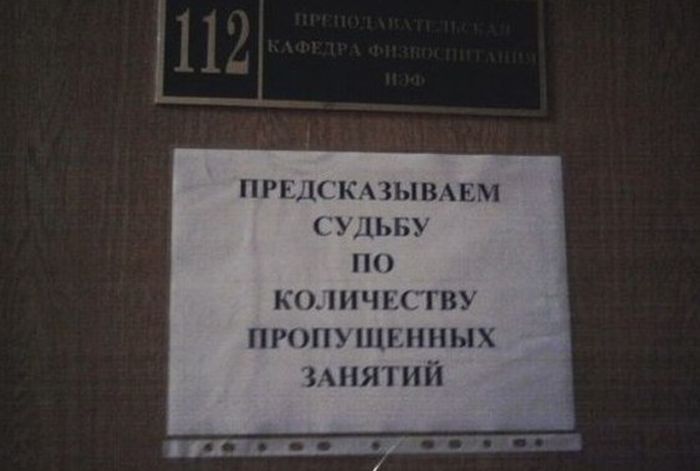 112
ПРЕПОДАВАТЕЛЬСКАЯ
КАФЕДРА ФИЗВОСПИТАНИЯ
ИЭФ
ПРЕДСКАЗЫВАЕМ
СУДЬБУ
ПО
КОЛИЧЕСТВУ
ПРОПУЩЕННЫХ
ЗАНЯТИЙ